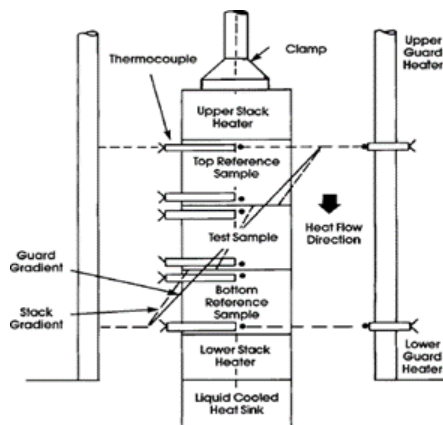 Clamp
Upper
Guard
Heater
Thermocouple
Upper Stack
Heater
Top Reference
Sample
Test Sample
Heat Flow
Direction
Guard
Gradient
Bottom
Reference
Sample
Stack
Gradient
Lower Stack
Heater
Lower
Guard
Heater
Liquid Cooled
Heat Sink